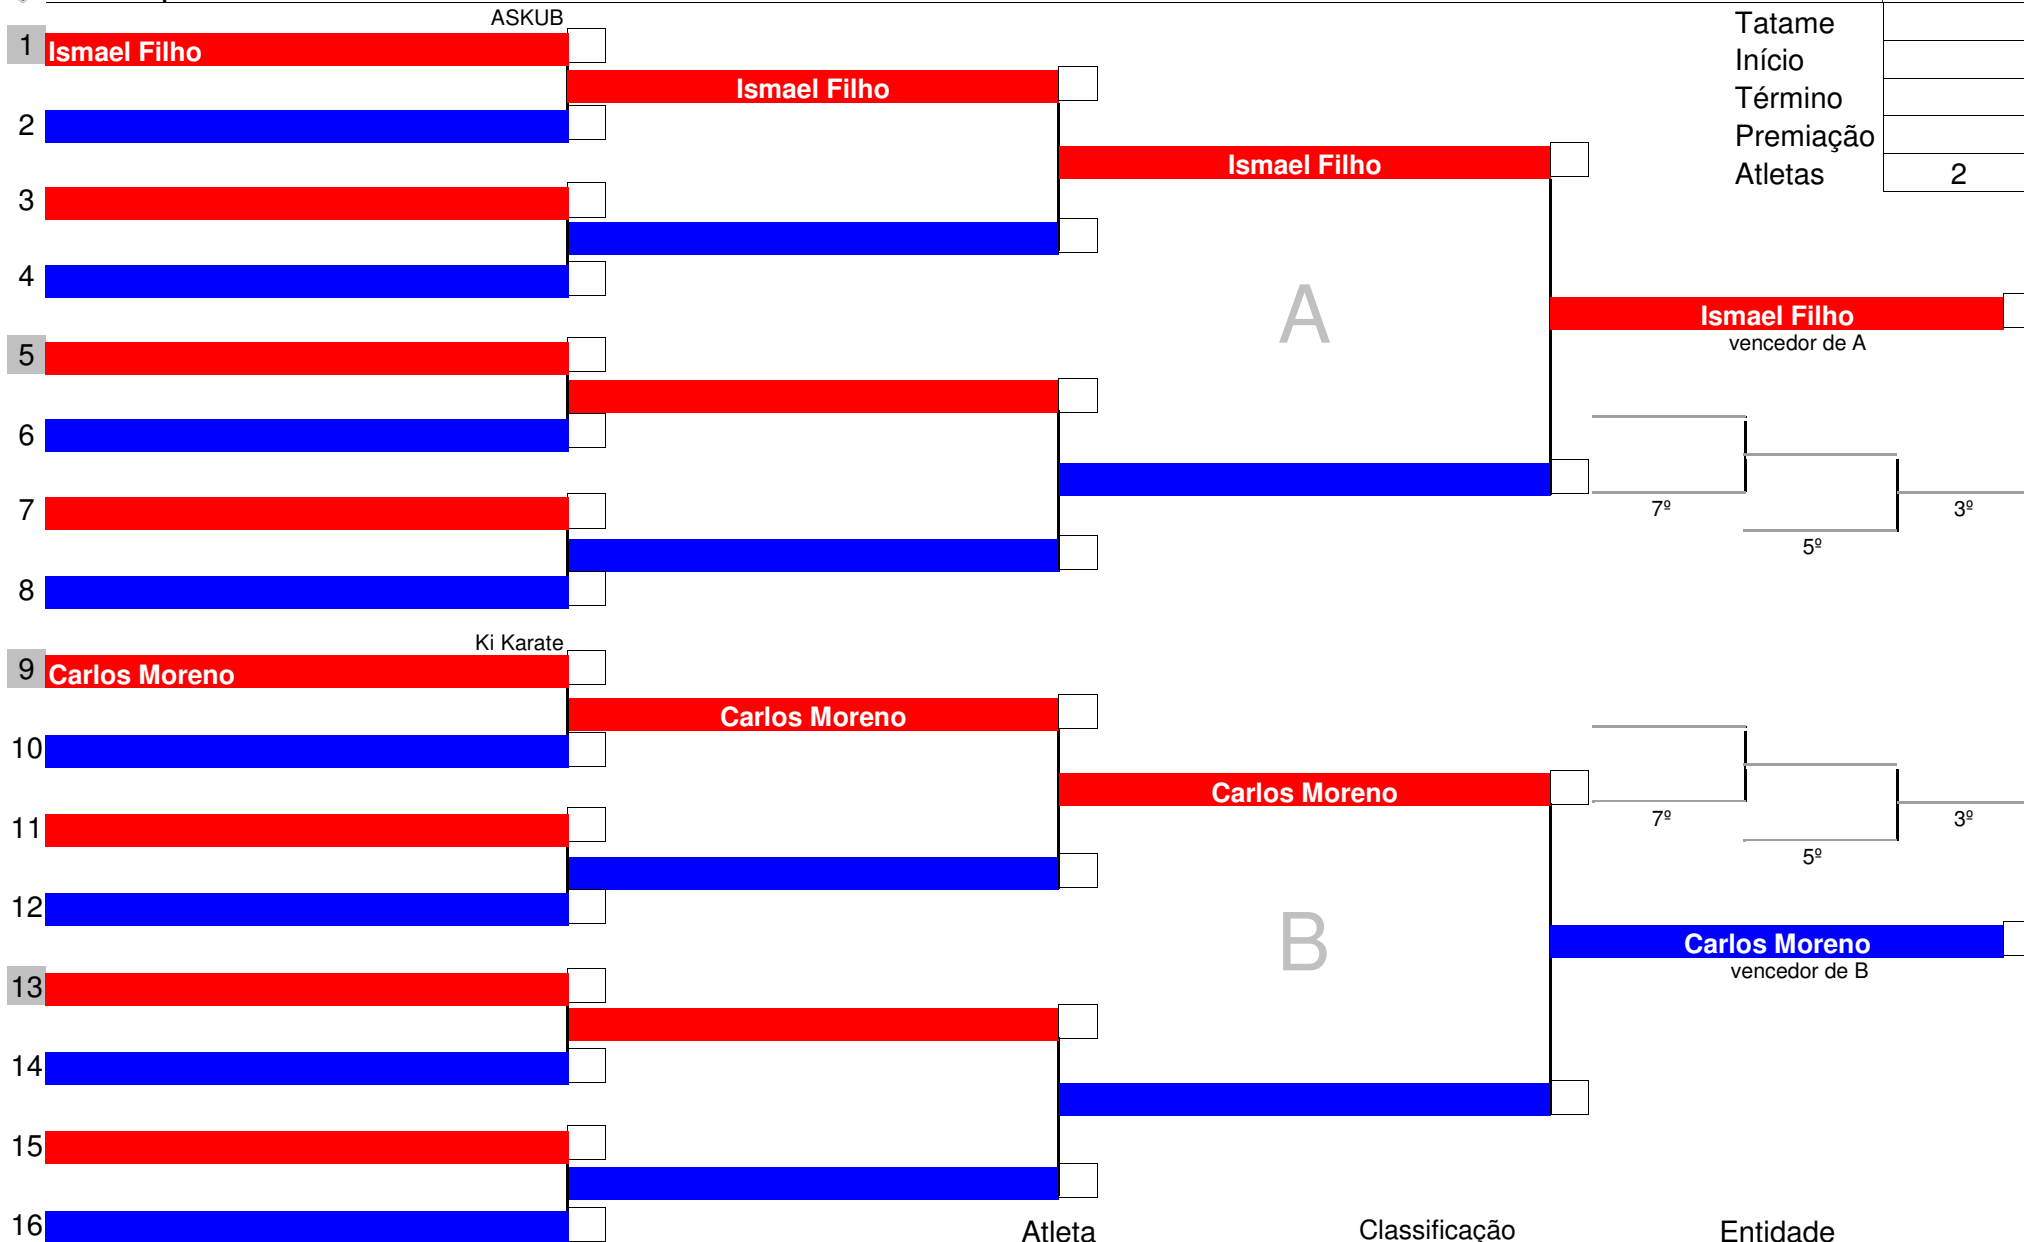 ASKUB
Tatame
1 Ismael Filho
Início
Ismael Filho
Término
2
Premiação
Ismael Filho
Atletas 2
3
4
A
Ismael Filho
vencedor de A
5
6
7
7º 3º
5º
8
Ki Karate
9 Carlos Moreno
Carlos Moreno
10
Carlos Moreno
11
7º 3º
5º
12
B
Carlos Moreno
vencedor de B
13
14
15
16
Atleta Classificação Entidade